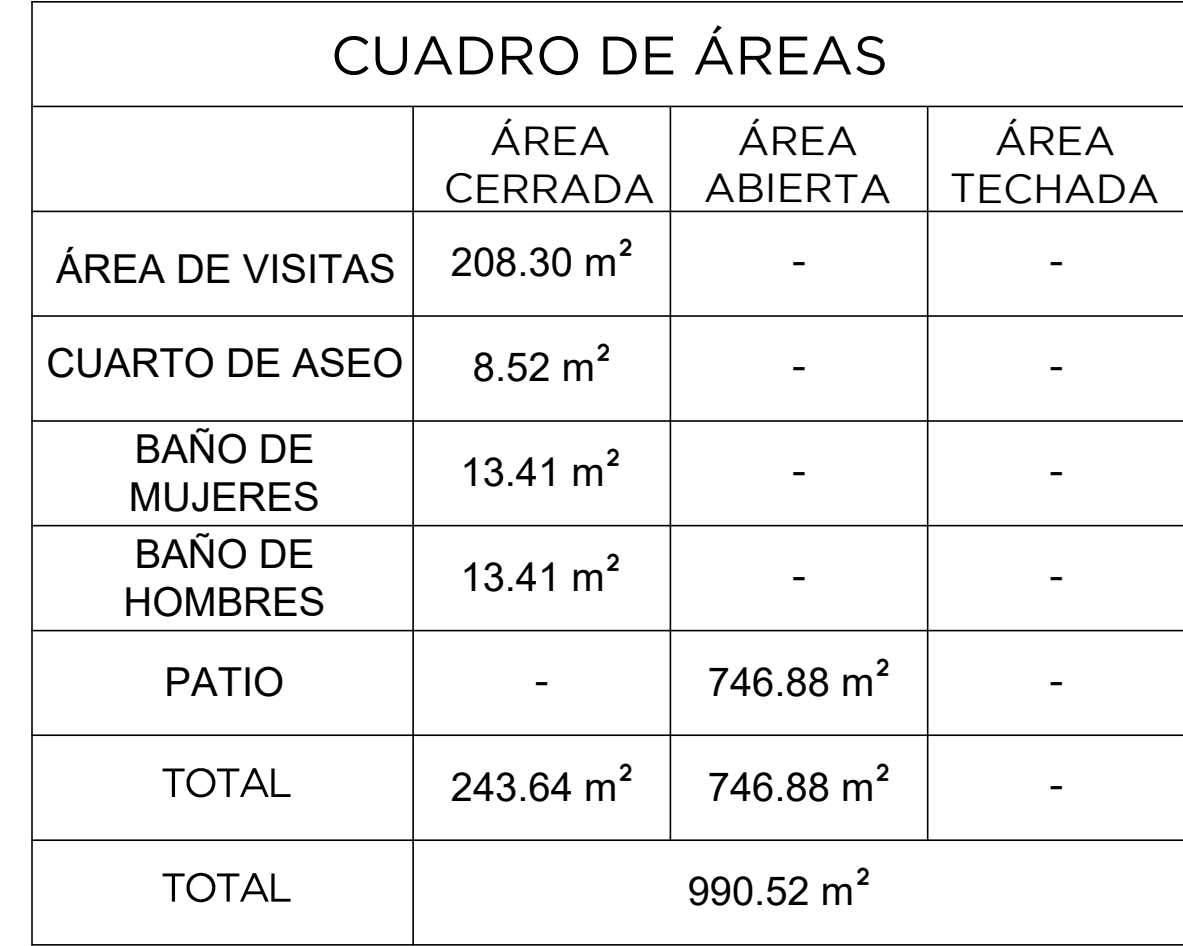 CUADRO DE ÁREAS
ÁREA CERRADA ÁREA ABIERTA ÁREA TECHADA
ÁREA DE VISITAS 208.30 m² - -
CUARTO DE ASEO 8.52 m² - -
BAÑO DE MUJERES 13.41 m² - -
BAÑO DE HOMBRES 13.41 m² - -
PATIO - 746.88 m² -
TOTAL 243.64 m² 746.88 m² -
TOTAL 990.52 m²